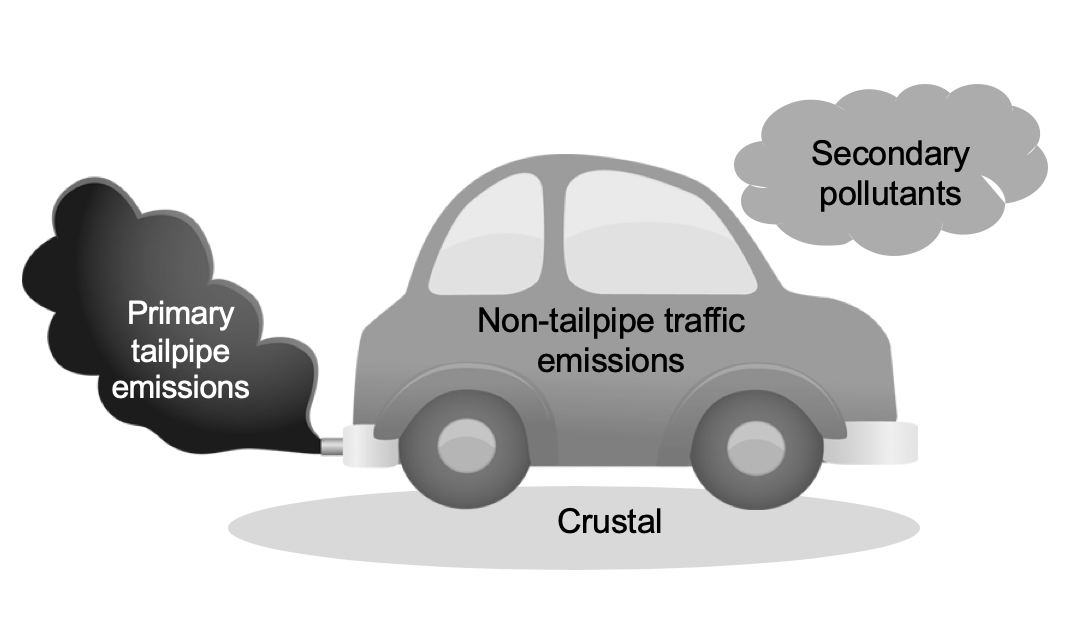 Secondary
pollutants
Primary
tailpipe
emissions
Non-tailpipe traffic
emissions
Crustal